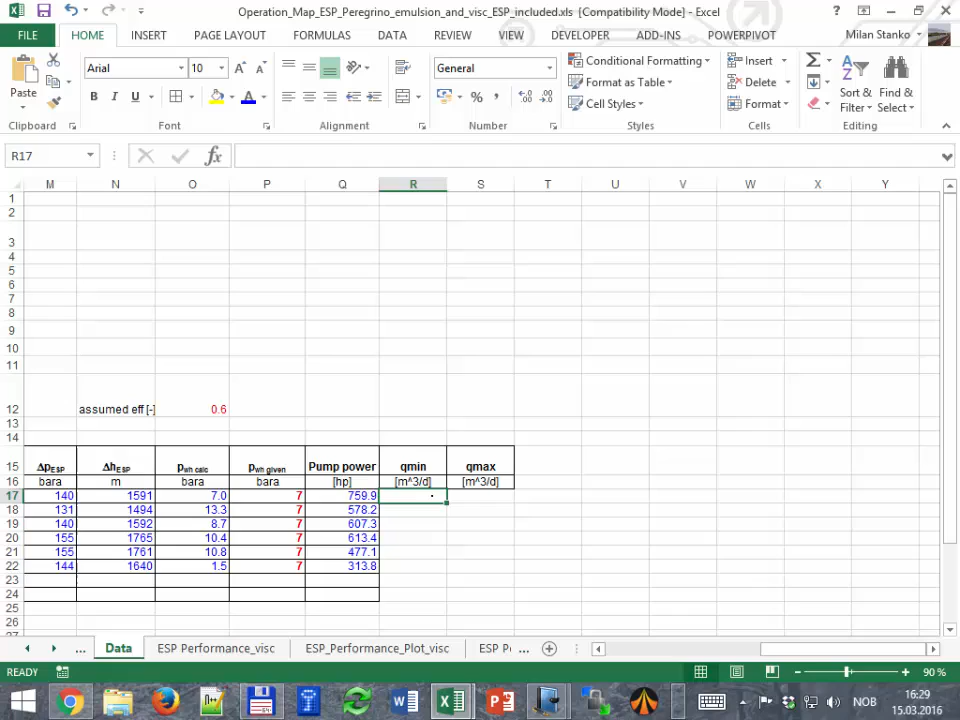 Operation_Map_ESP_Peregrino_emulsion_and_visc_ESP_included.xls [Compatibility Mode] - Excel
FILE HOME INSERT PAGE LAYOUT FORMULAS DATA REVIEW VIEW DEVELOPER ADD-INS POWERPIVOT Milan Stanko
Paste Arial 10 General Conditional Formatting Insert
B I U Format as Table Delete Sort & Find &
Cell Styles Format Filter Select
Clipboard Font Alignment Number Styles Cells Editing
R17 fx
M N O P Q R S T U V W X Y
1
2
3
4
5
6
7
8
9
10
11
12 assumed eff [-] 0.6
13
14
15 ΔpESP ΔhESP pwh calc pwh given Pump power qmin qmax
16 bara m bara bara [hp] [m^3/d] [m^3/d]
17 140 1591 7.0 7 759.9
18 131 1494 13.3 7 578.2
19 140 1592 8.7 7 607.3
20 155 1765 10.4 7 613.4
21 155 1761 10.8 7 477.1
22 144 1640 1.5 7 313.8
23
24
25
26
... Data ESP Performance_visc ESP_Performance_Plot_visc ESP Pe ...
READY 90 %
NOB 16:29
15.03.2016